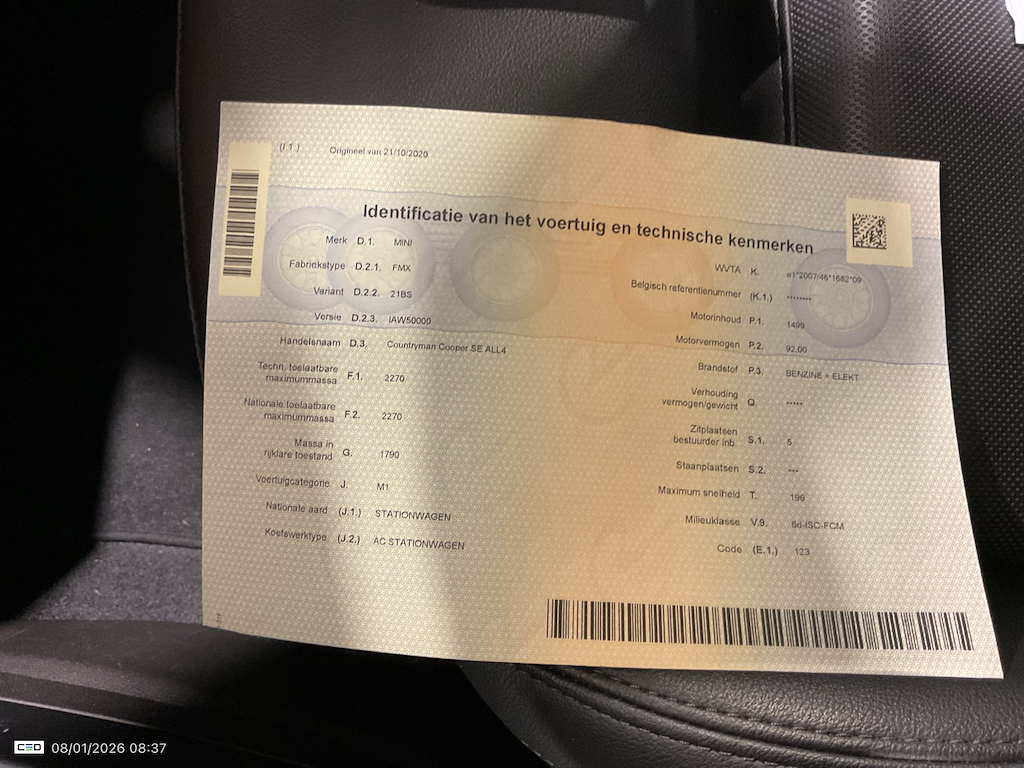 (I.1.) Origineel van 21/10/2020
Identificatie van het voertuig en technische kenmerken
Merk D.1. MINI
Fabriekstype D.2.1. FMX
Variant D.2.2. 21BS
Versie D.2.3. IAW50000
Handelsnaam D.3. Countryman Cooper SE ALL4
Techn. toelaatbare
maximummassa F.1. 2270
Nationale toelaatbare
maximummassa F.2. 2270
Massa in
rijklare toestand G. 1790
Voertuigcategorie J. M1
Nationale aard (J.1.) STATIONWAGEN
Koetswerktype (J.2.) AC STATIONWAGEN
WVTA K. e1*2007/46*1682*09
Belgisch referentienummer (K.1.) ********
Motorinhoud P.1. 1499
Motorvermogen P.2. 92,00
Brandstof P.3. BENZINE + ELEKT
Verhouding
vermogen/gewicht Q. *****
Zitplaatsen
bestuurder inb. S.1. 5
Staanplaatsen S.2. ***
Maximum snelheid T. 196
Milieuklasse V.9. 6d-ISC-FCM
Code (E.1.) 123
CEO 08/01/2026 08:37